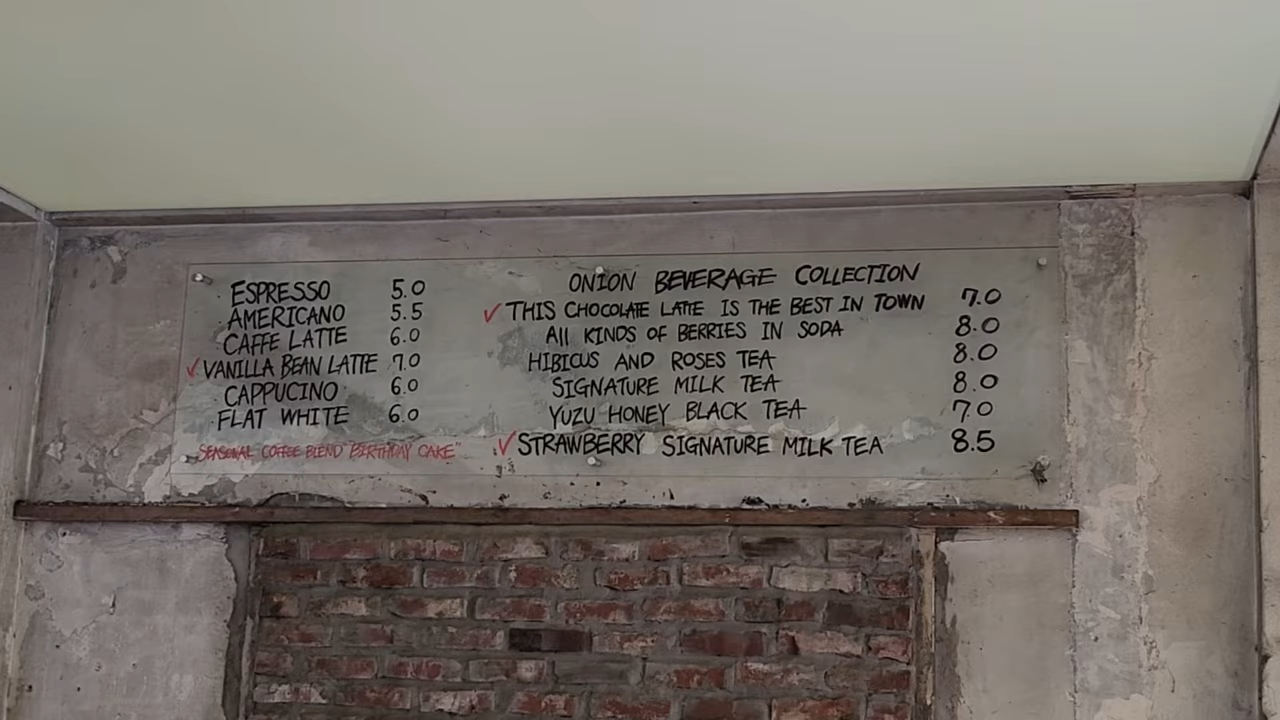 ESPRESSO 5.0
AMERICANO 5.5
CAFFE LATTE 6.0
VANILLA BEAN LATTE 7.0
CAPPUCINO 6.0
FLAT WHITE 6.0
SEASONAL COFFEE BLEND BIRTHDAY CAKE"
ONION BEVERAGE COLLECTION
THIS CHOCOLATE LATTE IS THE BEST IN TOWN 7.0
All KINDS OF BERRIES IN SODA 8.0
HIBICUS AND ROSES TEA 8.0
SIGNATURE MILK TEA 8.0
YUZU HONEY BLACK TEA 7.0
STRAWBERRY SIGNATURE MILK TEA 8.5